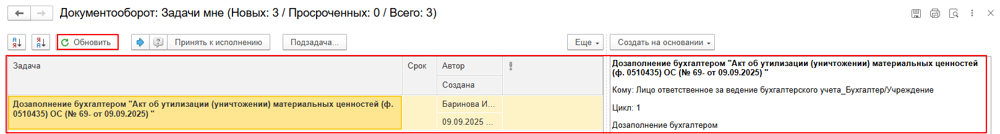 Документооборот: Задачи мне (Новых: 3 / Просроченных: 0 / Всего: 3)
Обновить
Принять к исполнению
Подзадача...
Еще
Создать на основании
Задача
Срок
Автор
Создана
Дозаполнение бухгалтером "Акт об утилизации (уничтожении) материальных ценностей (ф.
0510435) ОС (№ 69- от 09.09.2025) "
Баринова И...
09.09.2025 ...
Дозаполнение бухгалтером "Акт об утилизации (уничтожении) материальных ценностей
(ф. 0510435) ОС (№ 69- от 09.09.2025) "
Кому: Лицо ответственное за ведение бухгалтерского учета_Бухгалтер/Учреждение
Цикл: 1
Дозаполнение бухгалтером